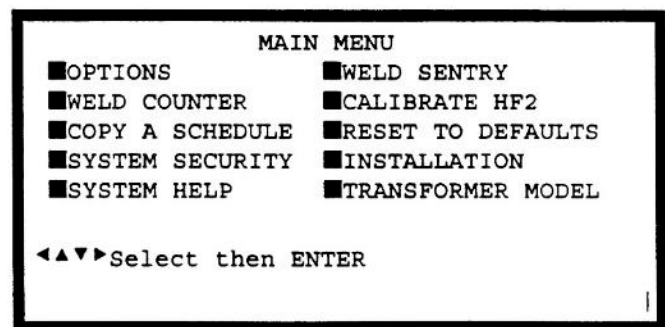 MAIN MENU
■OPTIONS ■WELD SENTRY
■WELD COUNTER ■CALIBRATE HF2
■COPY A SCHEDULE ■RESET TO DEFAULTS
■SYSTEM SECURITY ■INSTALLATION
■SYSTEM HELP ■TRANSFORMER MODEL
◄▲▼►Select then ENTER